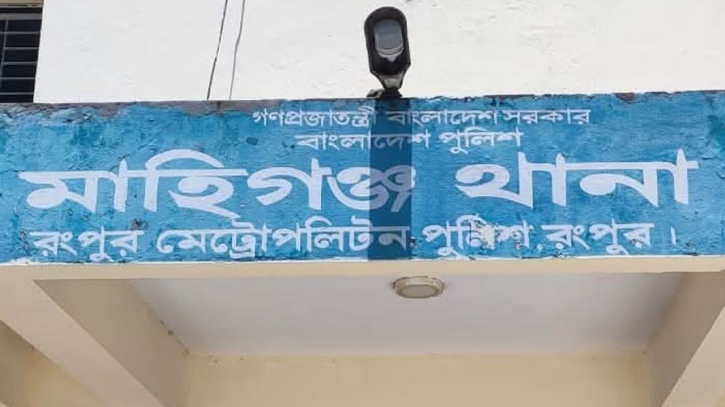 গণপ্রজাতন্ত্রী বাংলাদেশ সরকার
বাংলাদেশ পুলিশ
মাহিগঞ্জ থানা
রংপুর মেট্রোপলিটন পুলিশ, রংপুর।